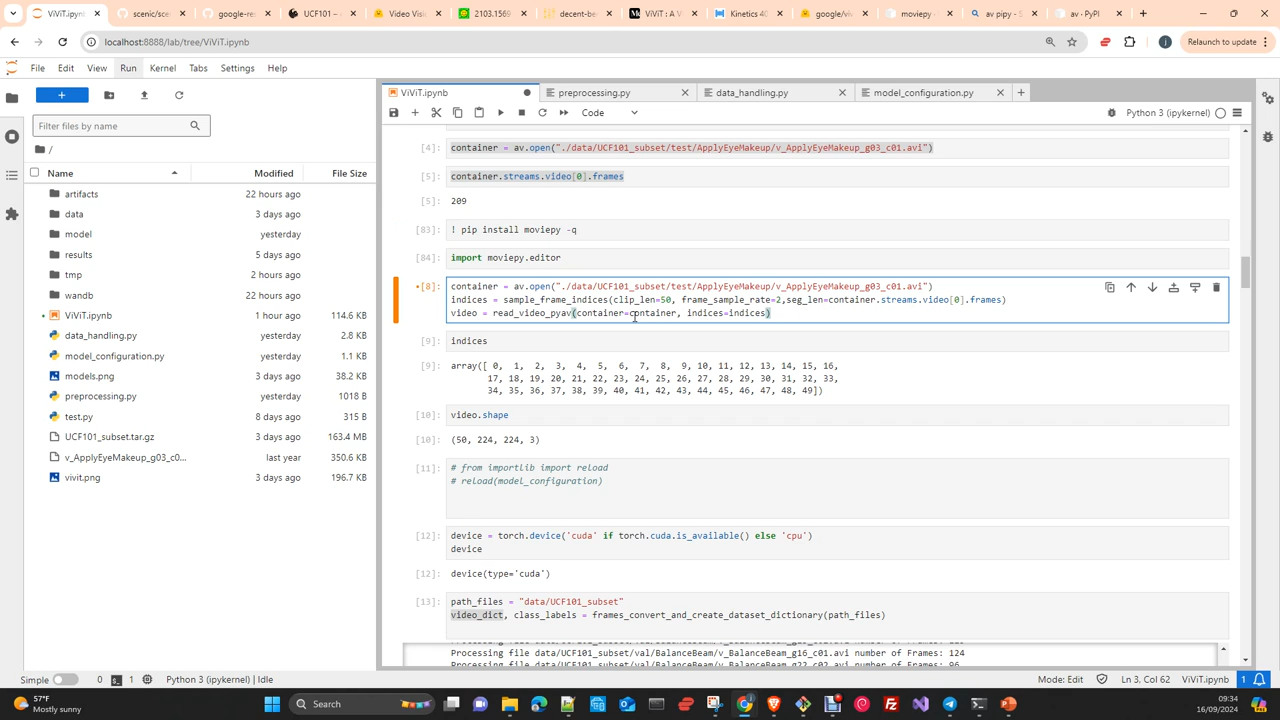 ViViT.ipynb
scenic/sce
google-res
UCF101 –
Video Visi
2103.1569
decent-be
ViViT : A V
Kinetics 40
google/viv
moviepy
av pipy - S
av · PyPI
localhost:8888/lab/tree/ViViT.ipynb
Relaunch to update
File Edit View Run Kernel Tabs Settings Help
ViViT.ipynb
preprocessing.py
data_handling.py
model_configuration.py
Code
Python 3 (ipykernel)
Filter files by name
/
Name Modified File Size
artifacts 22 hours ago
data 3 days ago
model yesterday
results 5 days ago
tmp 2 hours ago
wandb yesterday
ViViT.ipynb 1 hour ago 114.6 KB
data_handling.py yesterday 2.8 KB
model_configuration.py yesterday 1.1 KB
models.png 3 days ago 38.2 KB
preprocessing.py yesterday 1018 B
test.py 8 days ago 315 B
UCF101_subset.tar.gz 3 days ago 163.4 MB
v_ApplyEyeMakeup_g03_c0... last year 350.6 KB
vivit.png 3 days ago 196.7 KB
[4]: container = av.open("./data/UCF101_subset/test/ApplyEyeMakeup/v_ApplyEyeMakeup_g03_c01.avi")
[5]: container.streams.video[0].frames
[5]: 209
[83]: ! pip install moviepy -q
[84]: import moviepy.editor
[8]: container = av.open("./data/UCF101_subset/test/ApplyEyeMakeup/v_ApplyEyeMakeup_g03_c01.avi")
indices = sample_frame_indices(clip_len=50, frame_sample_rate=2,seg_len=container.streams.video[0].frames)
video = read_video_pyav(container=container, indices=indices)
[9]: indices
[9]: array([ 0, 1, 2, 3, 4, 5, 6, 7, 8, 9, 10, 11, 12, 13, 14, 15, 16,
17, 18, 19, 20, 21, 22, 23, 24, 25, 26, 27, 28, 29, 30, 31, 32, 33,
34, 35, 36, 37, 38, 39, 40, 41, 42, 43, 44, 45, 46, 47, 48, 49])
[10]: video.shape
[10]: (50, 224, 224, 3)
[11]: # from importlib import reload
# reload(model_configuration)
[12]: device = torch.device('cuda' if torch.cuda.is_available() else 'cpu')
device
[12]: device(type='cuda')
[13]: path_files = "data/UCF101_subset"
video_dict, class_labels = frames_convert_and_create_dataset_dictionary(path_files)
Processing file data/UCF101_subset/val/BalanceBeam/v_BalanceBeam_g16_c01.avi number of Frames: 124
Simple 0 1 Python 3 (ipykernel) | Idle
Mode: Edit Ln 3, Col 62 ViViT.ipynb 1
57°F
Mostly sunny
Search
09:34
16/09/2024